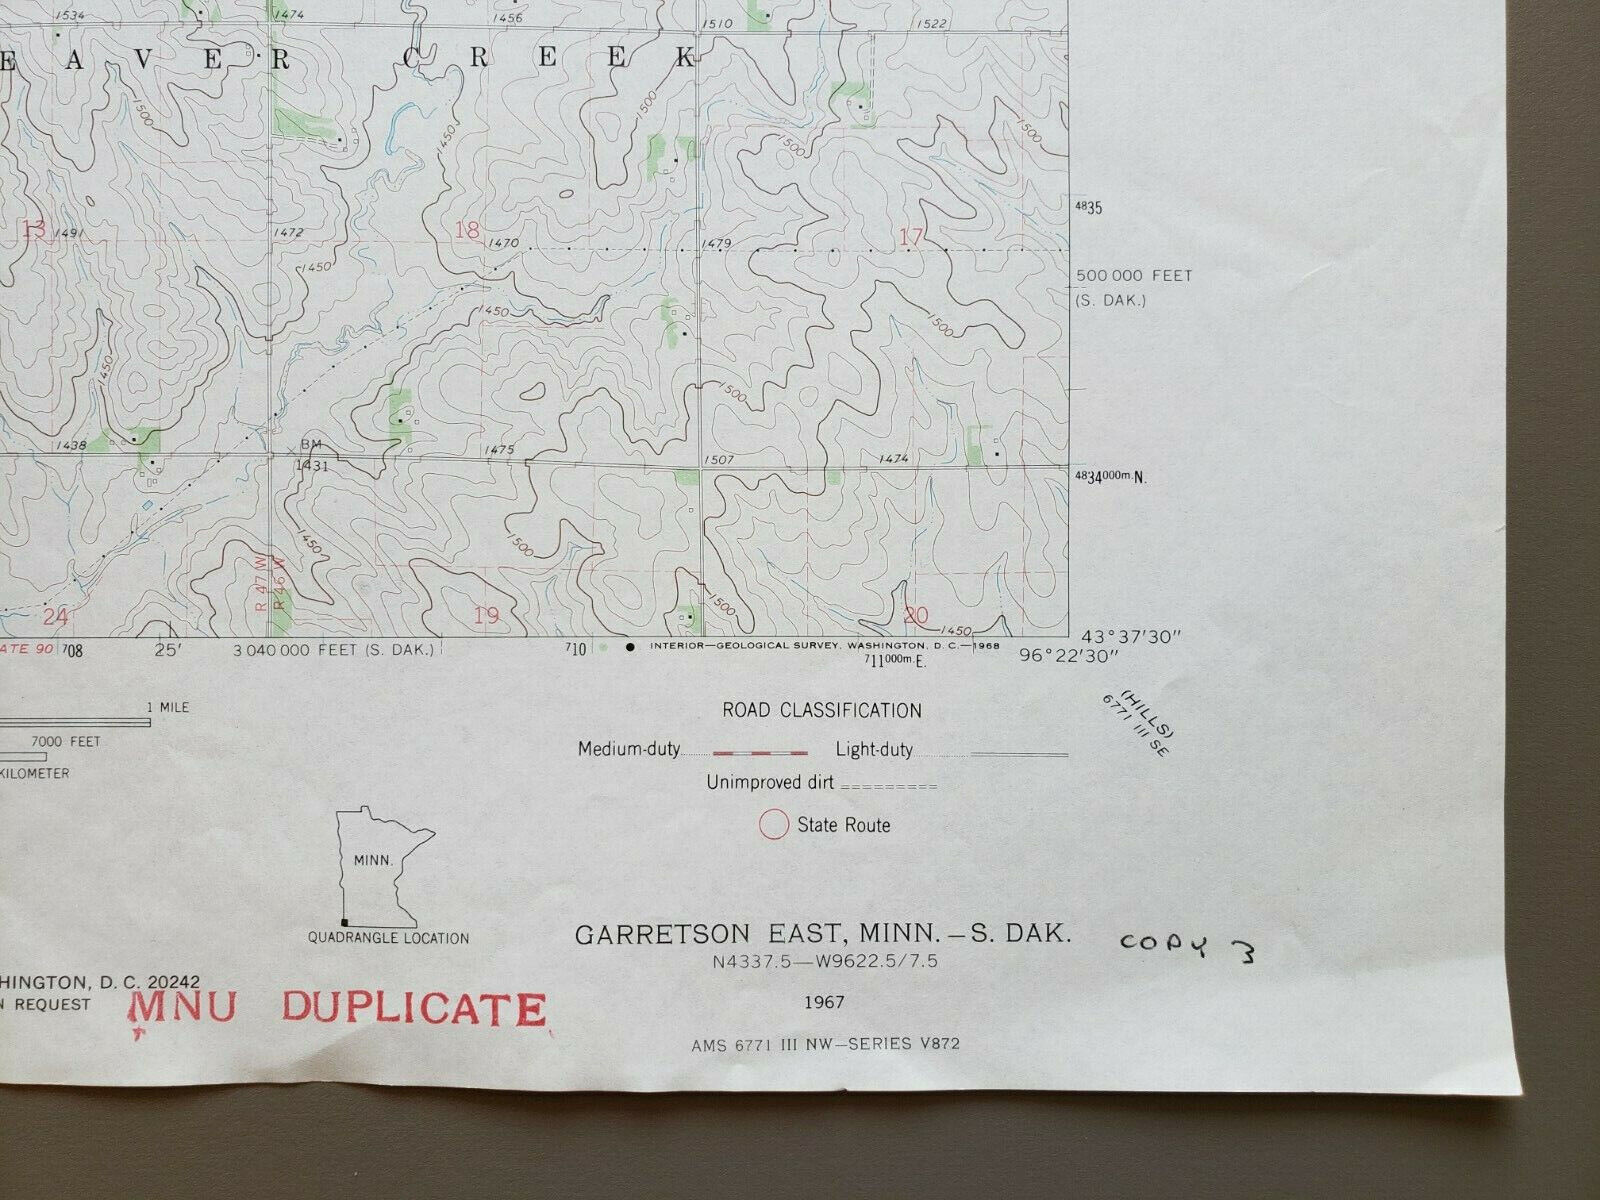 1534
1474
1456
1510
1522
E A V E R C R E E K
1500
1500
1500
1450
1500
4835
13
1491
1472
18
1470
1479
17
1450
500 000 FEET
(S. DAK.)
1450
1500
1450
1500
1438
BM
1431
1475
1507
1474
4834000m. N.
1450
1500
R 47 W
R 46 W
1500
24
19
20
1450
ATE 90
708
25'
3 040 000 FEET (S. DAK.)
710
INTERIOR—GEOLOGICAL SURVEY, WASHINGTON, D. C.—1968
711000m. E.
43°37'30"
96°22'30"
(HILLS)
6771 III SE
1 MILE
7000 FEET
KILOMETER
ROAD CLASSIFICATION
Medium-duty
Light-duty
Unimproved dirt
State Route
MINN.
QUADRANGLE LOCATION
GARRETSON EAST, MINN.—S. DAK.
COPY 3
N4337.5—W9622.5/7.5
HINGTON, D. C. 20242
N REQUEST
MNU DUPLICATE
1967
AMS 6771 III NW—SERIES V872